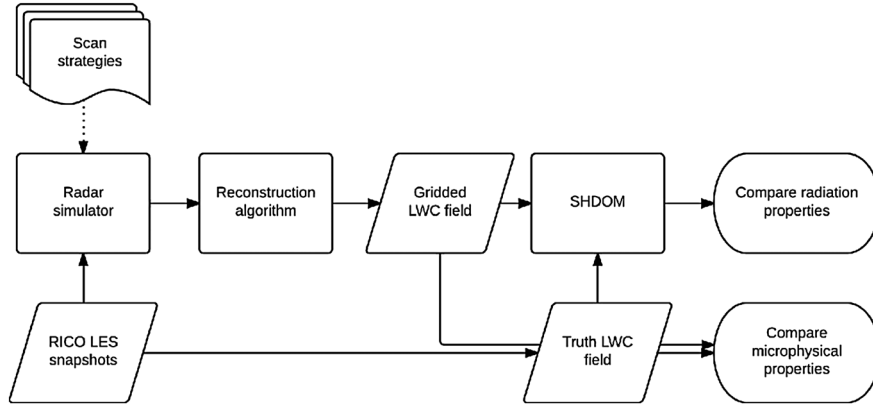 Scan
strategies
Radar
simulator
Reconstruction
algorithm
Gridded
LWC field
SHDOM
Compare radiation
properties
RICO LES
snapshots
Truth LWC
field
Compare
microphysical
properties